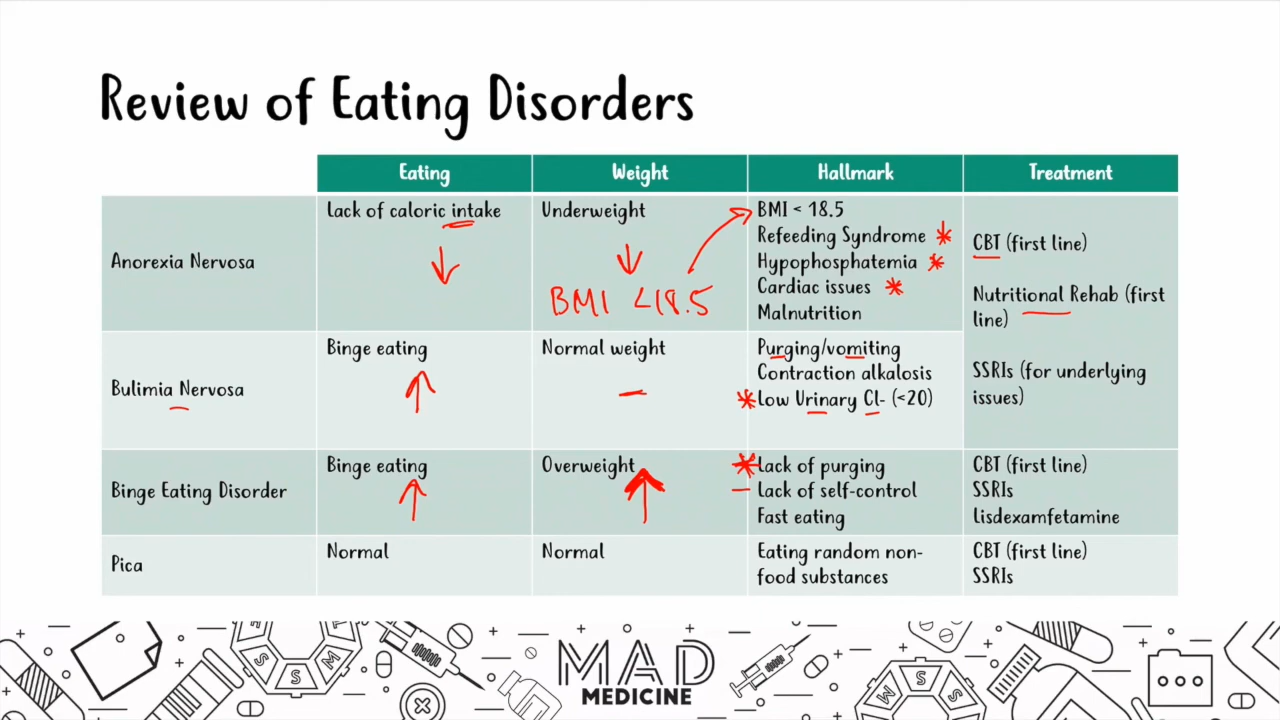 Review of Eating Disorders
Eating
Weight
Hallmark
Treatment
Anorexia Nervosa
Lack of caloric intake
Underweight
BMI <18.5
BMI < 18.5
Refeeding Syndrome *
Hypophosphatemia *
Cardiac issues *
Malnutrition
CBT (first line)
Nutritional Rehab (first
line)
SSRIs (for underlying
issues)
Bulimia Nervosa
Binge eating
Normal weight
Purging/vomiting
Contraction alkalosis
*Low Urinary Cl- (<20)
Binge Eating Disorder
Binge eating
Overweight
*Lack of purging
Lack of self-control
Fast eating
CBT (first line)
SSRIs
Lisdexamfetamine
Pica
Normal
Normal
Eating random non-
food substances
CBT (first line)
SSRIs
MAD
MEDICINE
S
S
M
M
S
S